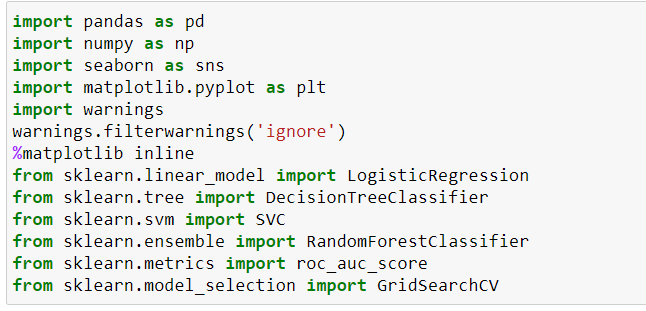 import pandas as pd
import numpy as np
import seaborn as sns
import matplotlib.pyplot as plt
import warnings
warnings.filterwarnings('ignore')
%matplotlib inline
from sklearn.linear_model import LogisticRegression
from sklearn.tree import DecisionTreeClassifier
from sklearn.svm import SVC
from sklearn.ensemble import RandomForestClassifier
from sklearn.metrics import roc_auc_score
from sklearn.model_selection import GridSearchCV